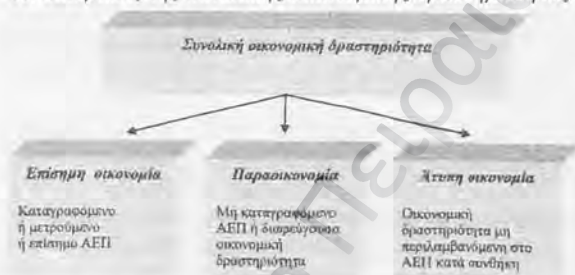 Συνολική οικονομική δραστηριότητα
Επίσημη οικονομία
Καταγραφόμενο
ή μετρούμενο
ή επίσημο ΑΕΠ
Παραοικονομία
Μη καταγραφόμενο
ΑΕΠ ή διαφεύγουσα
οικονομική
δραστηριότητα
Άτυπη οικονομία
Οικονομική
δραστηριότητα μη
περιλαμβανόμενη στο
ΑΕΠ κατά συνθήκη